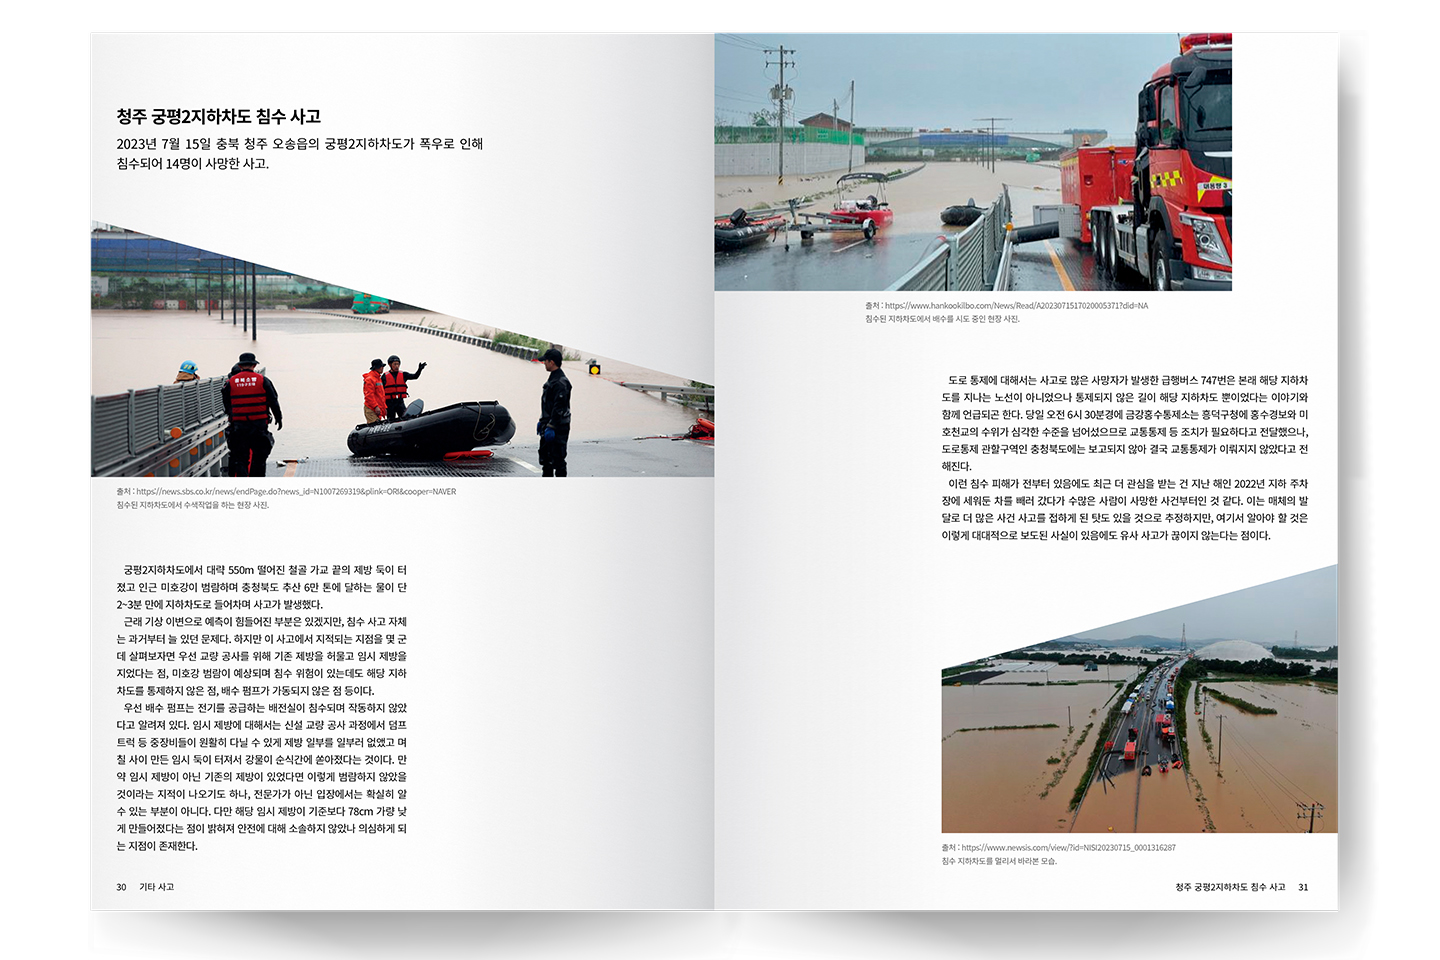 청주 궁평2지하차도 침수 사고
2023년 7월 15일 충북 청주 오송읍의 궁평2지하차도가 폭우로 인해
침수되어 14명이 사망한 사고.
출처 : https://news.sbs.co.kr/news/endPage.do?news_id=N1007269319&plink=ORI&cooper=NAVER
침수된 지하차도에서 수색작업을 하는 현장 사진.
궁평2지하차도에서 대략 550m 떨어진 철골 가교 끝의 제방 둑이 터
졌고 인근 미호강이 범람하며 충청북도 추산 6만 톤에 달하는 물이 단
2~3분 만에 지하차도로 들어차며 사고가 발생했다.
근래 기상 이변으로 예측이 힘들어진 부분은 있겠지만, 침수 사고 자체
는 과거부터 늘 있던 문제다. 하지만 이 사고에서 지적되는 지점을 몇 군
데 살펴보자면 우선 교량 공사를 위해 기존 제방을 허물고 임시 제방을
지었다는 점, 미호강 범람이 예상되며 침수 위험이 있는데도 해당 지하
차도를 통제하지 않은 점, 배수 펌프가 가동되지 않은 점 등이다.
우선 배수 펌프는 전기를 공급하는 배전실이 침수되며 작동하지 않았
다고 알려져 있다. 임시 제방에 대해서는 신설 교량 공사 과정에서 덤프
트럭 등 중장비들이 원활히 다닐 수 있게 제방 일부를 일부러 없앴고 며
칠 사이 만든 임시 둑이 터져서 강물이 순식간에 쏟아졌다는 것이다. 만
약 임시 제방이 아닌 기존의 제방이 있었다면 이렇게 범람하지 않았을
것이라는 지적이 나오기도 하나, 전문가가 아닌 입장에서는 확실히 알
수 있는 부분이 아니다. 다만 해당 임시 제방이 기준보다 78cm 가량 낮
게 만들어졌다는 점이 밝혀져 안전에 대해 소솔하지 않았나 의심하게 되
는 지점이 존재한다.
30 기타 사고
출처 : https://www.hankookilbo.com/News/Read/A2023071517020005371?did=NA
침수된 지하차도에서 배수를 시도 중인 현장 사진.
도로 통제에 대해서는 사고로 많은 사망자가 발생한 급행버스 747번은 본래 해당 지하차
도를 지나는 노선이 아니었으나 통제되지 않은 길이 해당 지하차도 뿐이었다는 이야기와
함께 언급되곤 한다. 당일 오전 6시 30분경에 금강홍수통제소는 흥덕구청에 홍수경보와 미
호천교의 수위가 심각한 수준을 넘어섰으므로 교통통제 등 조치가 필요하다고 전달했으나,
도로통제 관할구역인 충청북도에는 보고되지 않아 결국 교통통제가 이뤄지지 않았다고 전
해진다.
이런 침수 피해가 전부터 있음에도 최근 더 관심을 받는 건 지난 해인 2022년 지하 주차
장에 세워둔 차를 빼러 갔다가 수많은 사람이 사망한 사건부터인 것 같다. 이는 매체의 발
달로 더 많은 사건 사고를 접하게 된 탓도 있을 것으로 추정하지만, 여기서 알아야 할 것은
이렇게 대대적으로 보도된 사실이 있음에도 유사 사고가 끊이지 않는다는 점이다.
출처 : https://www.newsis.com/view/?id=NISI20230715_0001316287
침수 지하차도를 멀리서 바라본 모습.
청주 궁평2지하차도 침수 사고 31